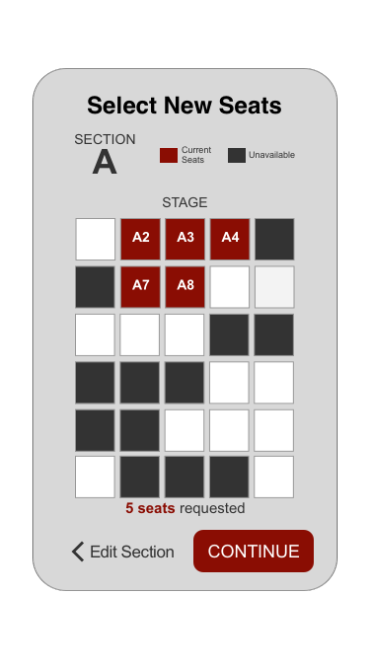 Select New Seats
SECTION
A
Current
Seats
Unavailable
STAGE
A2 A3 A4
A7 A8
5 seats requested
Edit Section
CONTINUE